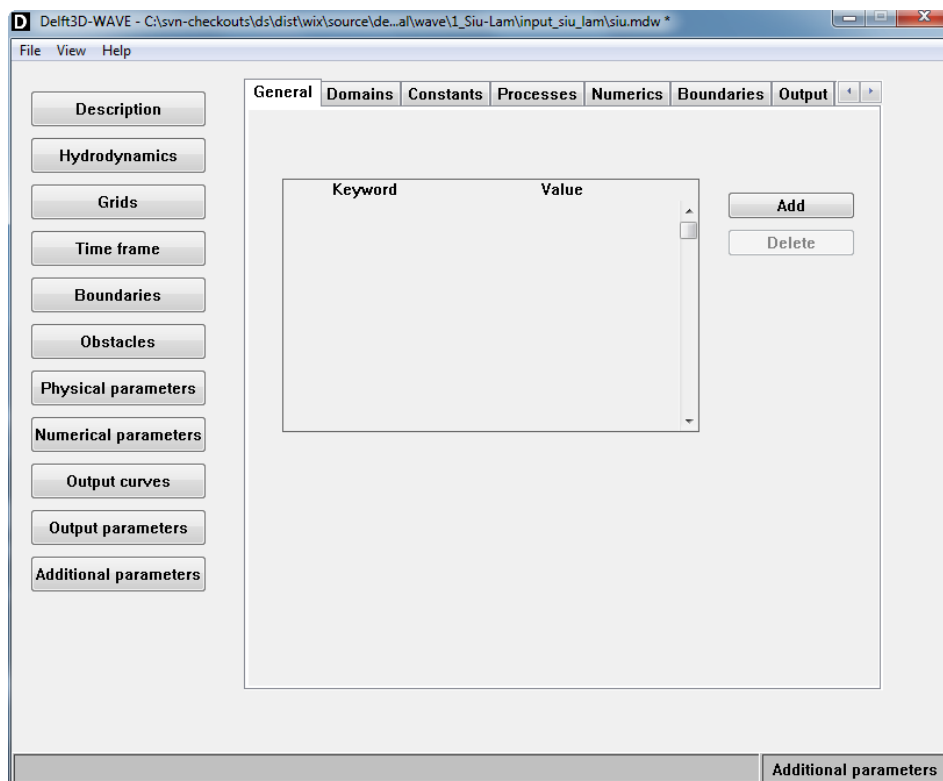 D Delft3D-WAVE - C:\svn-checkouts\ds\dist\wix\source\de...al\wave\1_Siu-Lam\input_siu_lam\siu.mdw *
File View Help
General Domains Constants Processes Numerics Boundaries Output
Description
Hydrodynamics
Grids
Time frame
Boundaries
Obstacles
Physical parameters
Numerical parameters
Output curves
Output parameters
Additional parameters
Keyword Value
Add
Delete
Additional parameters